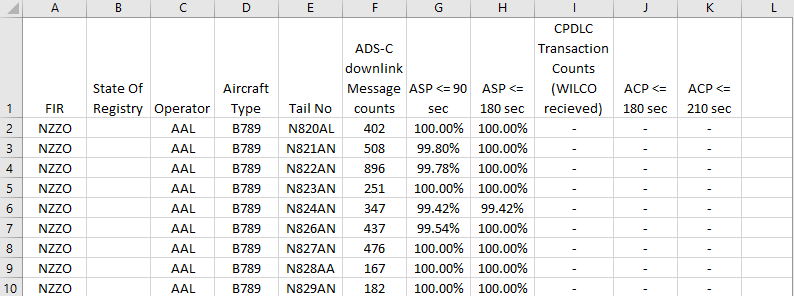 A B C D E F G H I J K L
1 FIR State Of Registry Operator Aircraft Type Tail No ADS-C downlink Message counts ASP <= 90 sec ASP <= 180 sec CPDLC Transaction Counts (WILCO recieved) ACP <= 180 sec ACP <= 210 sec
2 NZZO AAL B789 N820AL 402 100.00% 100.00% - - -
3 NZZO AAL B789 N821AN 508 99.80% 100.00% - - -
4 NZZO AAL B789 N822AN 896 99.78% 100.00% - - -
5 NZZO AAL B789 N823AN 251 100.00% 100.00% - - -
6 NZZO AAL B789 N824AN 347 99.42% 99.42% - - -
7 NZZO AAL B789 N826AN 437 99.54% 100.00% - - -
8 NZZO AAL B789 N827AN 476 100.00% 100.00% - - -
9 NZZO AAL B789 N828AA 167 100.00% 100.00% - - -
10 NZZO AAL B789 N829AN 182 100.00% 100.00% - - -